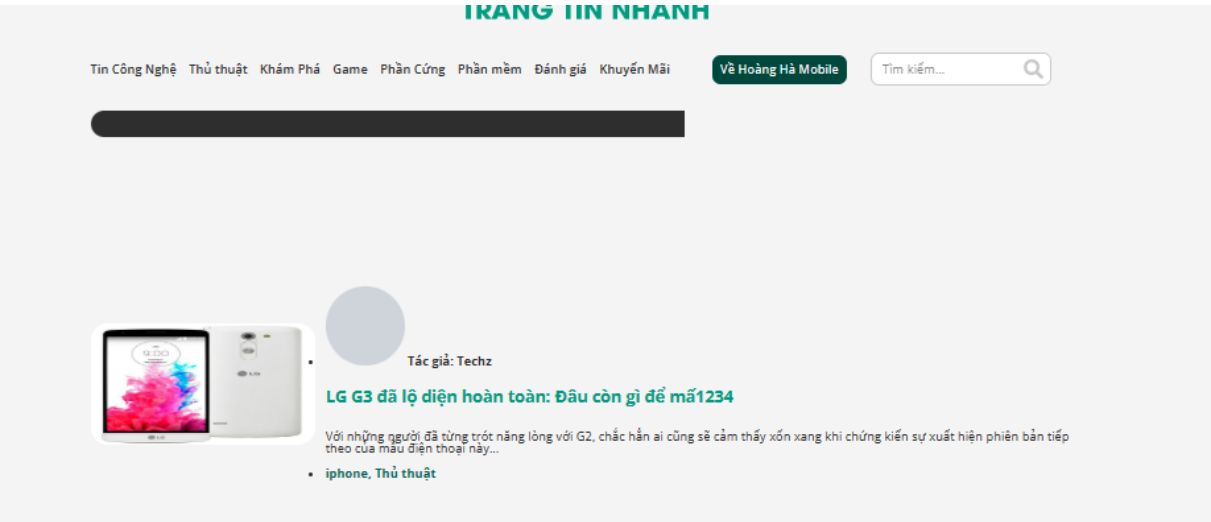 TRANG TIN NHANH
Tin Công Nghệ Thủ thuật Khám Phá Game Phần Cứng Phần mềm Đánh giá Khuyến Mãi Về Hoàng Hà Mobile Tìm kiếm...
9:00
LG
LG
Tác giả: Techz
LG G3 đã lộ diện hoàn toàn: Đâu còn gì để mấ1234
Với những người đã từng trót nặng lòng với G2, chắc hẳn ai cũng sẽ cảm thấy xốn xang khi chứng kiến sự xuất hiện phiên bản tiếp
theo của mẫu điện thoại này...
iphone, Thủ thuật